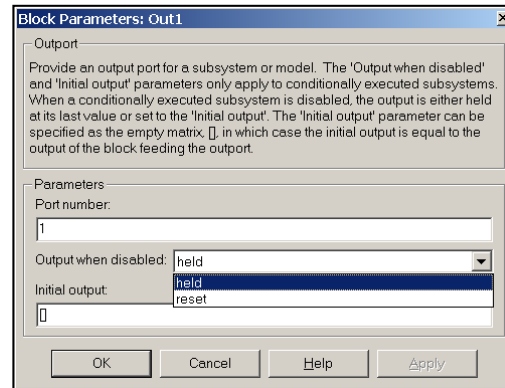 Block Parameters: Out1
Outport
Provide an output port for a subsystem or model. The 'Output when disabled'
and 'Initial output' parameters only apply to conditionally executed subsystems.
When a conditionally executed subsystem is disabled, the output is either held
at its last value or set to the 'Initial output'. The 'Initial output' parameter can be
specified as the empty matrix, [], in which case the initial output is equal to the
output of the block feeding the outport.
Parameters
Port number:
1
Output when disabled: held
held
Initial output:
reset
[]
OK Cancel Help Apply